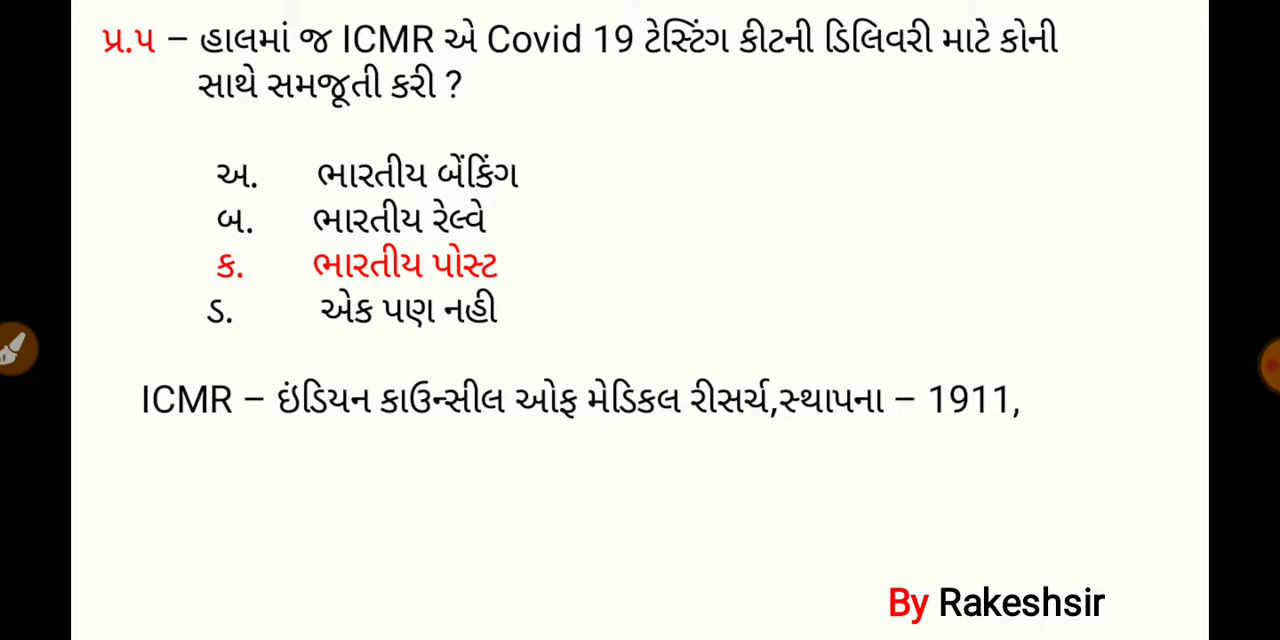 પ્ર.૫ – હાલમાં જ ICMR એ Covid 19 ટેસ્ટિંગ કીટની ડિલિવરી માટે કોની
સાથે સમજૂતી કરી ?
અ. ભારતીય બેંકિંગ
બ. ભારતીય રેલ્વે
ક. ભારતીય પોસ્ટ
ડ. એક પણ નહી
ICMR – ઇંડિયન કાઉન્સીલ ઓફ મેડિકલ રીસર્ચ,સ્થાપના – 1911,
By Rakeshsir